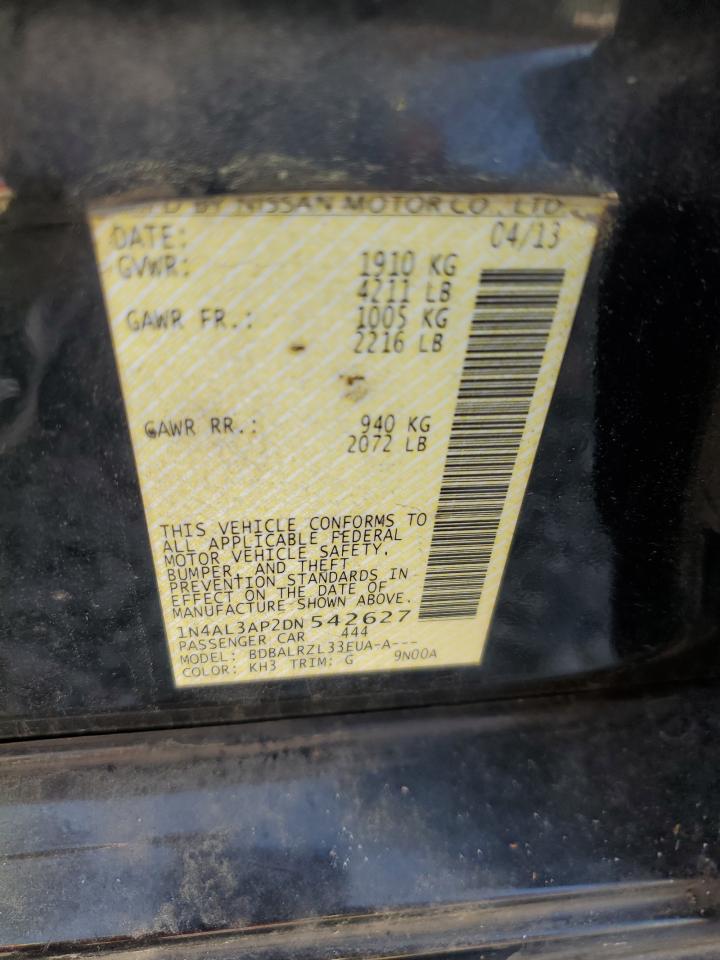 BY NISSAN MOTOR CO., LTD.
DATE: 04/13
GVWR: 1910 KG
4211 LB
GAWR FR.: 1005 KG
2216 LB
GAWR RR.: 940 KG
2072 LB
THIS VEHICLE CONFORMS TO
ALL APPLICABLE FEDERAL
MOTOR VEHICLE SAFETY,
BUMPER, AND THEFT
PREVENTION STANDARDS IN
EFFECT ON THE DATE OF
MANUFACTURE SHOWN ABOVE.
1N4AL3AP2DN542627
PASSENGER CAR 444
MODEL: BDBALRZL33EUA-A---
COLOR: KH3 TRIM: G 9N00A